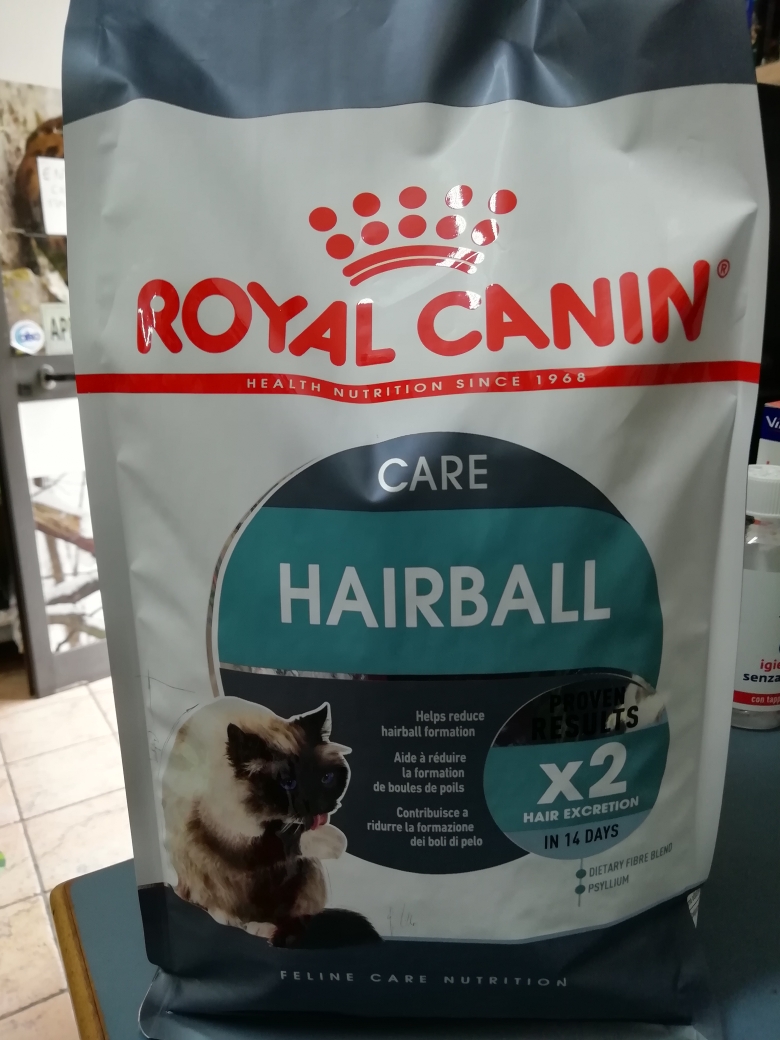 ROYAL CANIN®
HEALTH NUTRITION SINCE 1968
CARE
HAIRBALL
Helps reduce
hairball formation
Aide à réduire
la formation
de boules de poils
Contribuisce a
ridurre la formazione
dei boli di pelo
PROVEN
RESULTS
x2
HAIR EXCRETION
IN 14 DAYS
DIETARY FIBRE BLEND
PSYLLIUM
FELINE CARE NUTRITION
senza